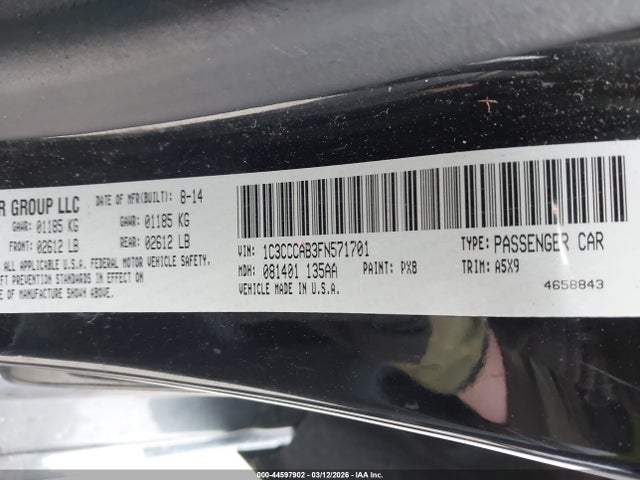 R GROUP LLC
DATE OF MFR(BUILT): 8-14
GAWR: 01185 KG
GAWR: 01185 KG
FRONT: 02612 LB
REAR: 02612 LB
ALL APPLICABLE U.S.A. FEDERAL MOTOR VEHICLE SAFETY,
FT PREVENTION STANDARDS IN EFFECT
OF MANUFACTURE SHOWN ABOVE.
VIN: 1C3CCCAB3FN571701
TYPE: PASSENGER CAR
MDH: 081401 135AA
PAINT: PX8
TRIM: A5X9
VEHICLE MADE IN U.S.A.
4658843
000-44597902 - 03/12/2026 - IAA Inc.